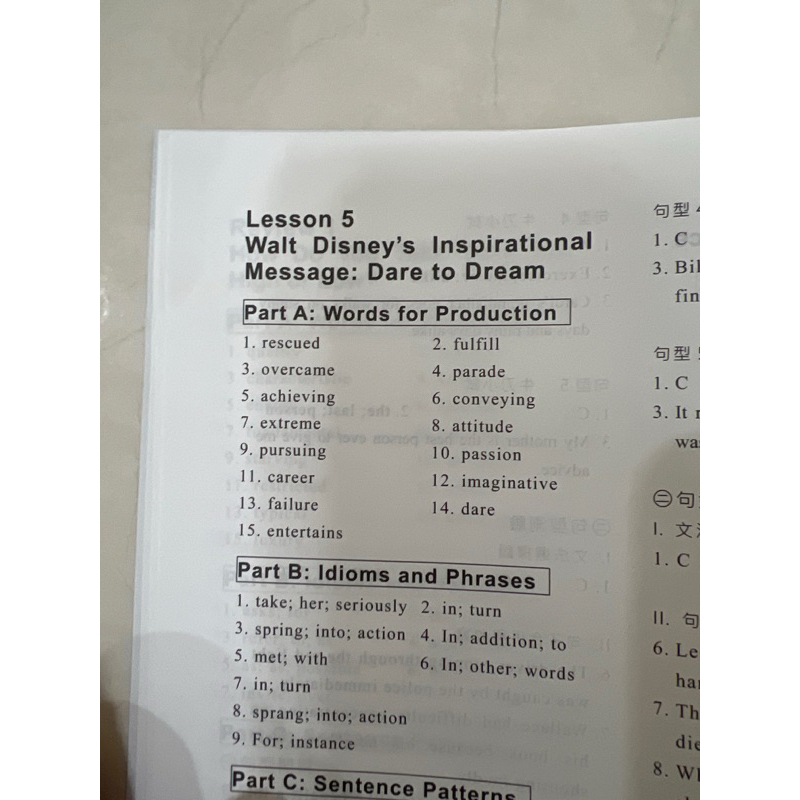 Lesson 5
Walt Disney's Inspirational
Message: Dare to Dream
Part A: Words for Production
1. rescued 2. fulfill
3. overcame 4. parade
5. achieving 6. conveying
7. extreme 8. attitude
9. pursuing 10. passion
11. career 12. imaginative
13. failure 14. dare
15. entertains
Part B: Idioms and Phrases
1. take; her; seriously 2. in; turn
3. spring; into; action 4. In; addition; to
5. met; with 6. In; other; words
7. in; turn
8. sprang; into; action
9. For; instance
Part C: Sentence Patterns
句型
1. C
3. Bil
fin
句型
1. C
3. It
wa
㊁句
I. 文
1. C
II. 句
6. Le
ha
7. Th
die
8.